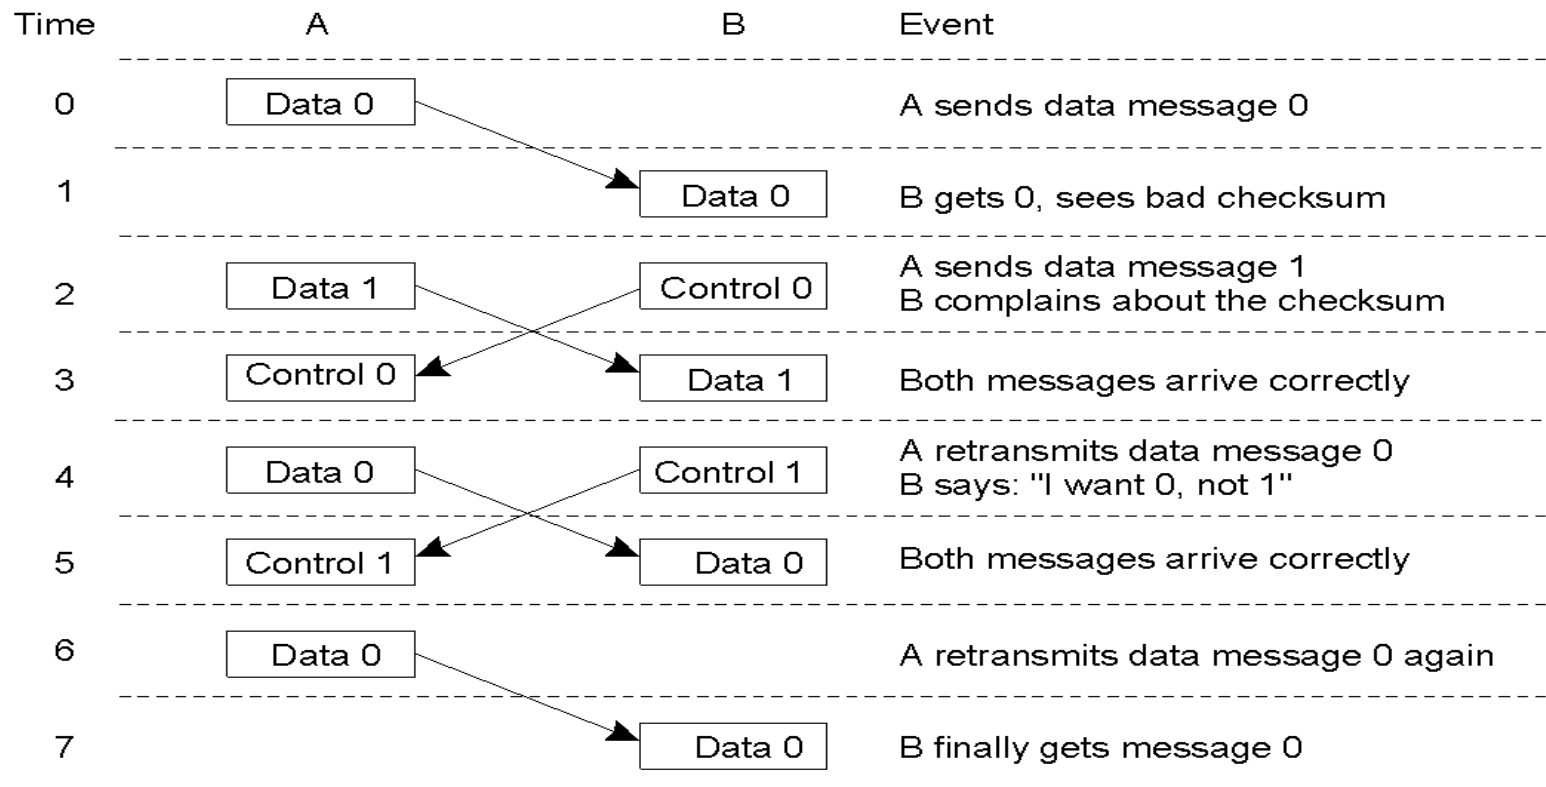 Time A B Event
0 Data 0 A sends data message 0
1 Data 0 B gets 0, sees bad checksum
2 Data 1 Control 0 A sends data message 1
B complains about the checksum
3 Control 0 Data 1 Both messages arrive correctly
4 Data 0 Control 1 A retransmits data message 0
B says: "I want 0, not 1"
5 Control 1 Data 0 Both messages arrive correctly
6 Data 0 A retransmits data message 0 again
7 Data 0 B finally gets message 0